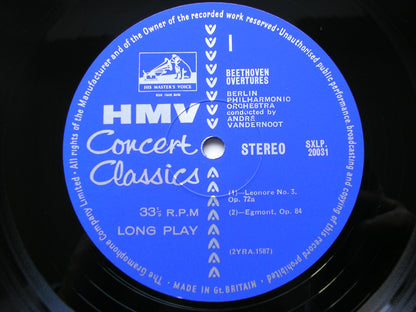 All rights of the Manufacturer and of the Owner of the recorded work reserved · Unauthorised public performance broadcasting and copying of this record prohibited
The Gramophone Company Limited ·
· MADE IN Gt. BRITAIN ·
HIS MASTER'S VOICE
I
BEETHOVEN
OVERTURES
BERLIN
PHILHARMONIC
ORCHESTRA
conducted by
ANDRÉ
VANDERNOOT
HMV
Concert
Classics
STEREO
SXLP.
20031
(1)—Leonore No. 3,
Op. 72a
(2)—Egmont, Op. 84
33⅓ R.P.M
LONG PLAY
(2YRA.1587)